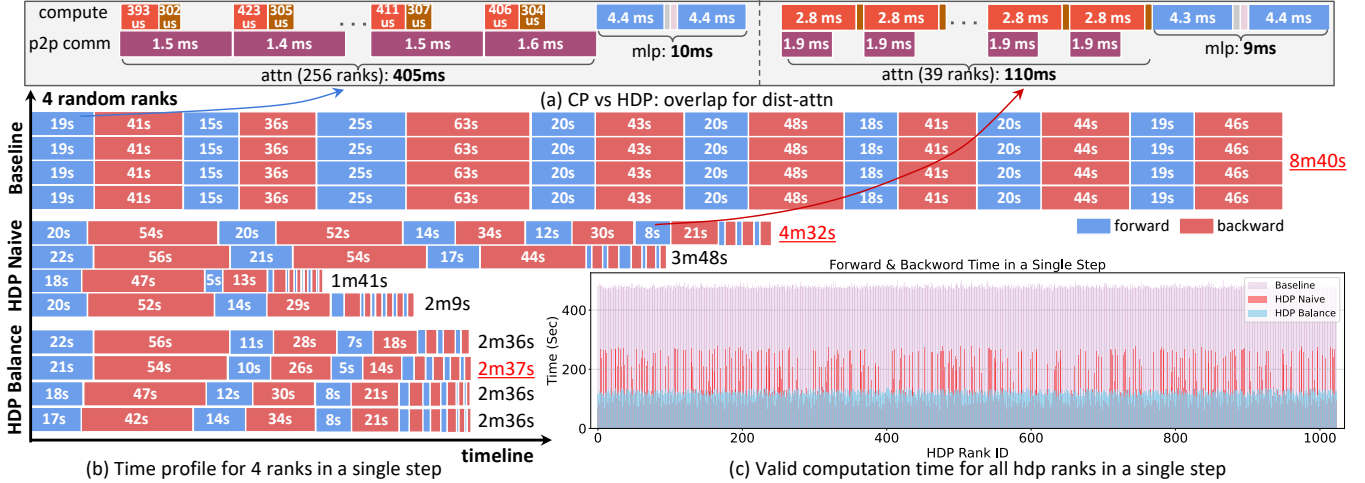 compute
393 us 302 us 423 us 305 us ... 411 us 307 us 406 us 304 us 4.4 ms 4.4 ms 2.8 ms 2.8 ms ... 2.8 ms 2.8 ms 4.3 ms 4.4 ms
p2p comm
1.5 ms 1.4 ms 1.5 ms 1.6 ms 1.9 ms 1.9 ms 1.9 ms 1.9 ms
mlp: 10ms mlp: 9ms
attn (256 ranks): 405ms attn (39 ranks): 110ms
4 random ranks
(a) CP vs HDP: overlap for dist-attn
Baseline
19s 41s 15s 36s 25s 63s 20s 43s 20s 48s 18s 41s 20s 44s 19s 46s
19s 41s 15s 36s 25s 63s 20s 43s 20s 48s 18s 41s 20s 44s 19s 46s
19s 41s 15s 36s 25s 63s 20s 43s 20s 48s 18s 41s 20s 44s 19s 46s
19s 41s 15s 36s 25s 63s 20s 43s 20s 48s 18s 41s 20s 44s 19s 46s
8m40s
forward backward
HDP Naive
20s 54s 20s 52s 14s 34s 12s 30s 8s 21s 4m32s
22s 56s 21s 54s 17s 44s 3m48s
18s 47s 5s 13s 1m41s
20s 52s 14s 29s 2m9s
HDP Balance
22s 56s 11s 28s 7s 18s 2m36s
21s 54s 10s 26s 5s 14s 2m37s
18s 47s 12s 30s 8s 21s 2m36s
17s 42s 14s 34s 8s 21s 2m36s
timeline
(b) Time profile for 4 ranks in a single step
Forward & Backword Time in a Single Step
Baseline
HDP Naive
HDP Balance
Time (Sec)
400
200
0
0 200 400 600 800 1000
HDP Rank ID
(c) Valid computation time for all hdp ranks in a single step